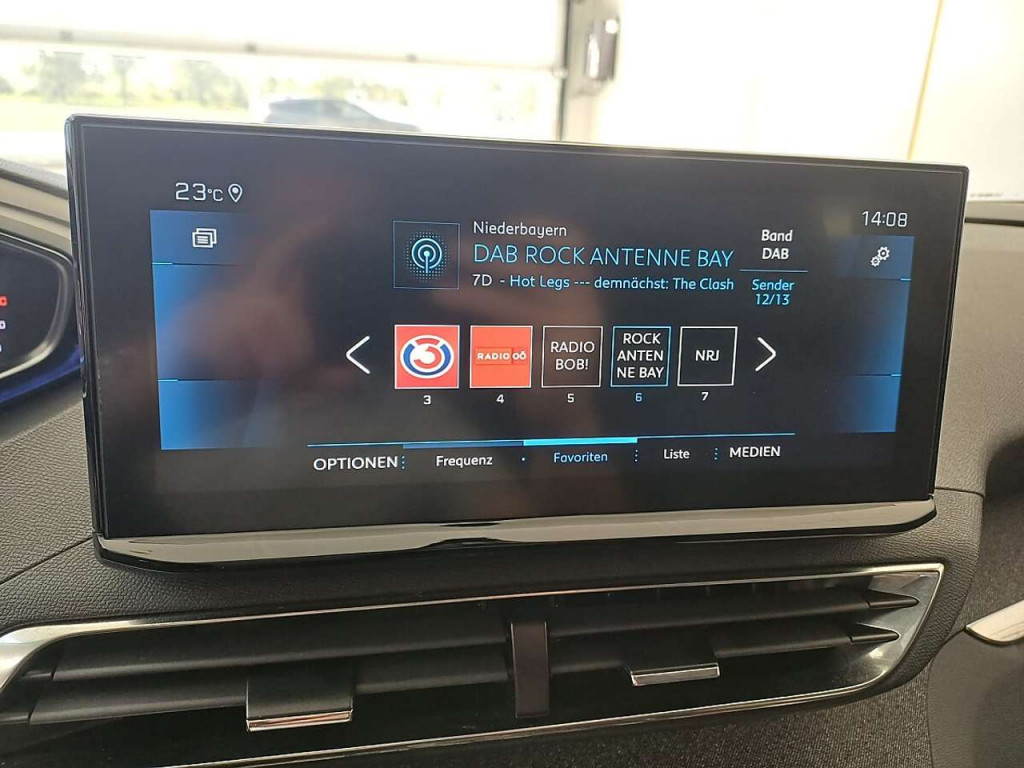 23°C
14:08
Niederbayern
DAB ROCK ANTENNE BAY
7D - Hot Legs --- demnächst: The Clash
Band
DAB
Sender
12/13
3
RADIO OÖ
RADIO
BOB!
ROCK
ANTEN
NE BAY
NRJ
3
4
5
6
7
OPTIONEN
Frequenz
Favoriten
Liste
MEDIEN